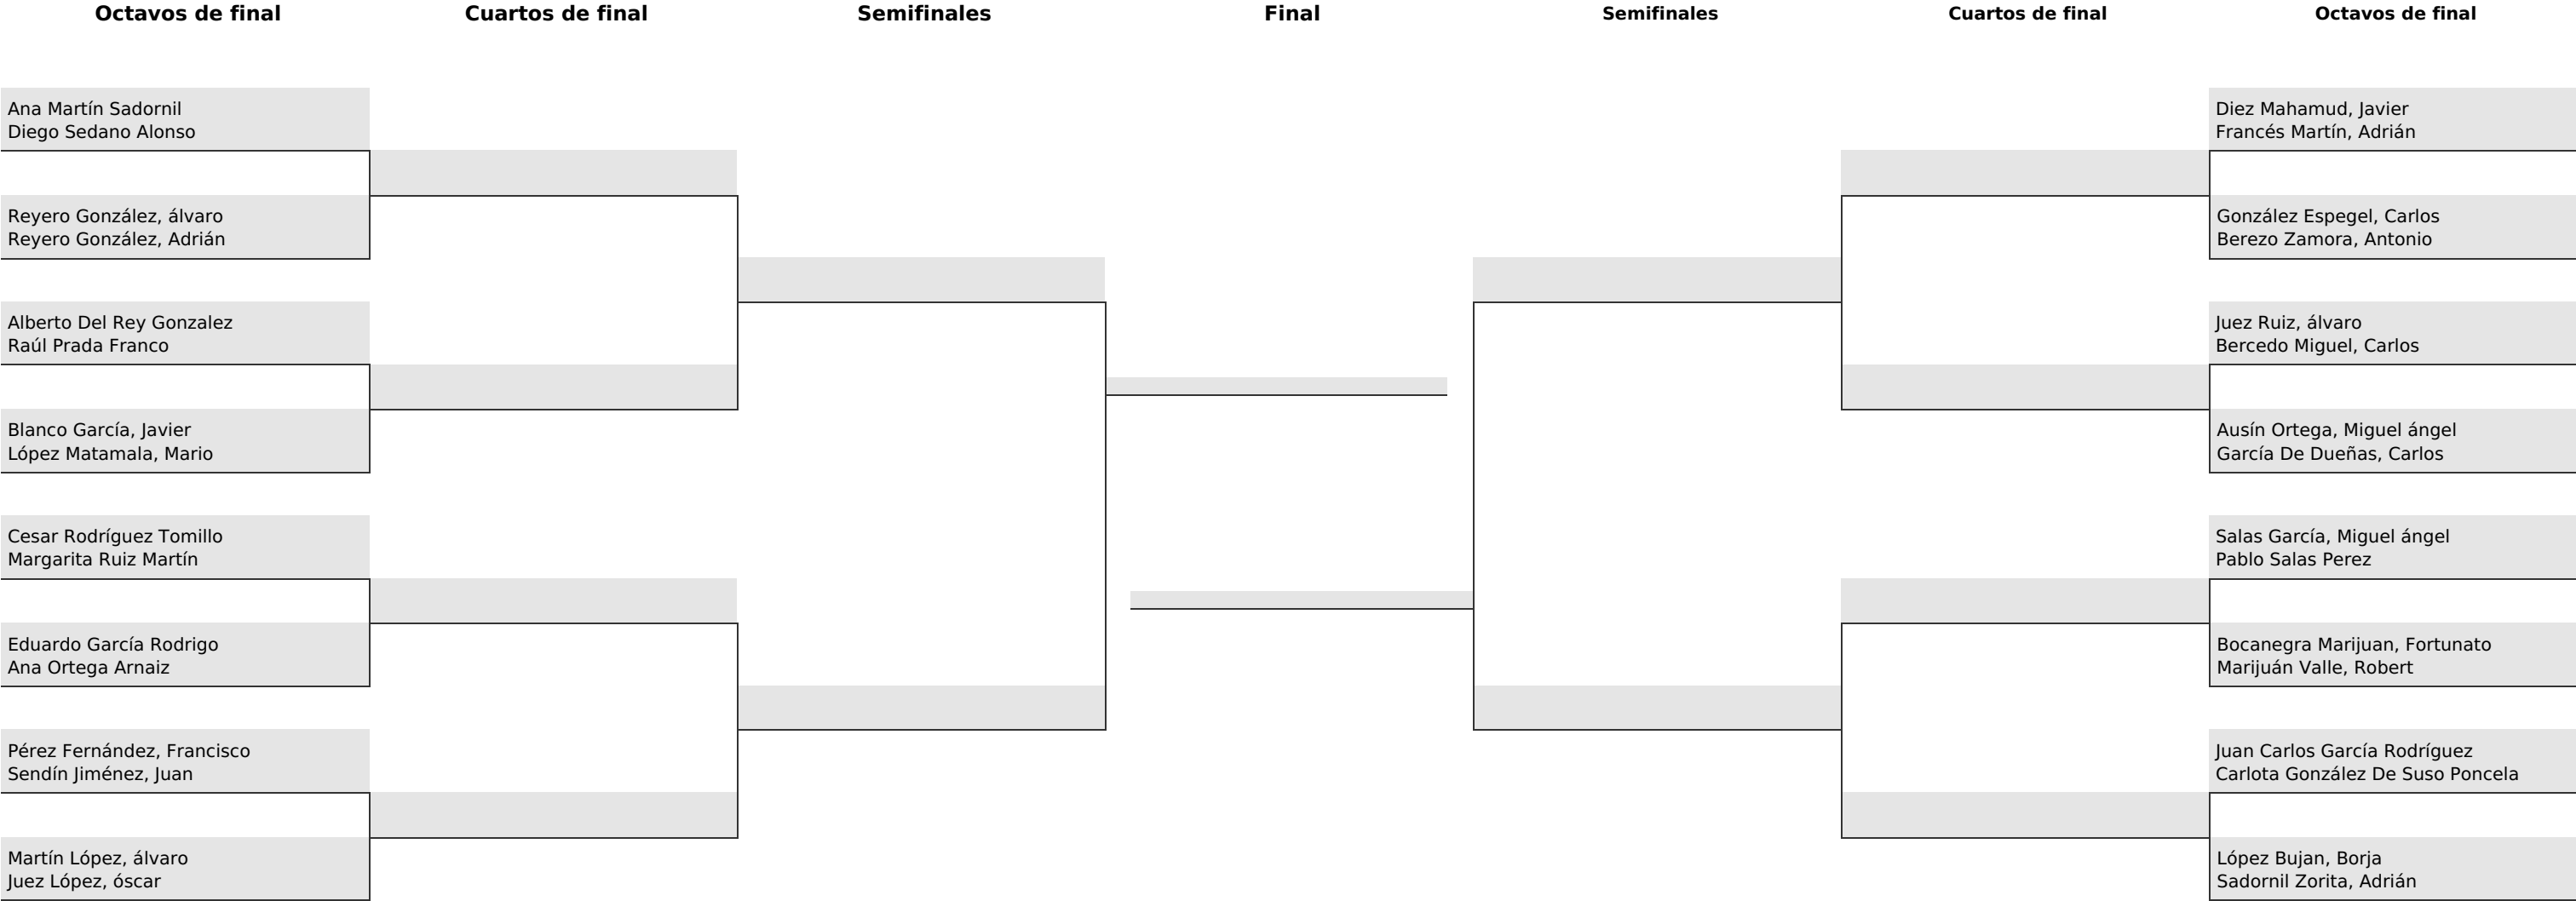 Octavos de final
Cuartos de final
Semifinales
Final
Semifinales
Cuartos de final
Octavos de final
Ana Martín Sadornil
Diego Sedano Alonso
Reyero González, álvaro
Reyero González, Adrián
Alberto Del Rey Gonzalez
Raúl Prada Franco
Blanco García, Javier
López Matamala, Mario
Cesar Rodríguez Tomillo
Margarita Ruiz Martín
Eduardo García Rodrigo
Ana Ortega Arnaiz
Pérez Fernández, Francisco
Sendín Jiménez, Juan
Martín López, álvaro
Juez López, óscar
Diez Mahamud, Javier
Francés Martín, Adrián
González Espegel, Carlos
Berezo Zamora, Antonio
Juez Ruiz, álvaro
Bercedo Miguel, Carlos
Ausín Ortega, Miguel ángel
García De Dueñas, Carlos
Salas García, Miguel ángel
Pablo Salas Perez
Bocanegra Marijuan, Fortunato
Marijuán Valle, Robert
Juan Carlos García Rodríguez
Carlota González De Suso Poncela
López Bujan, Borja
Sadornil Zorita, Adrián